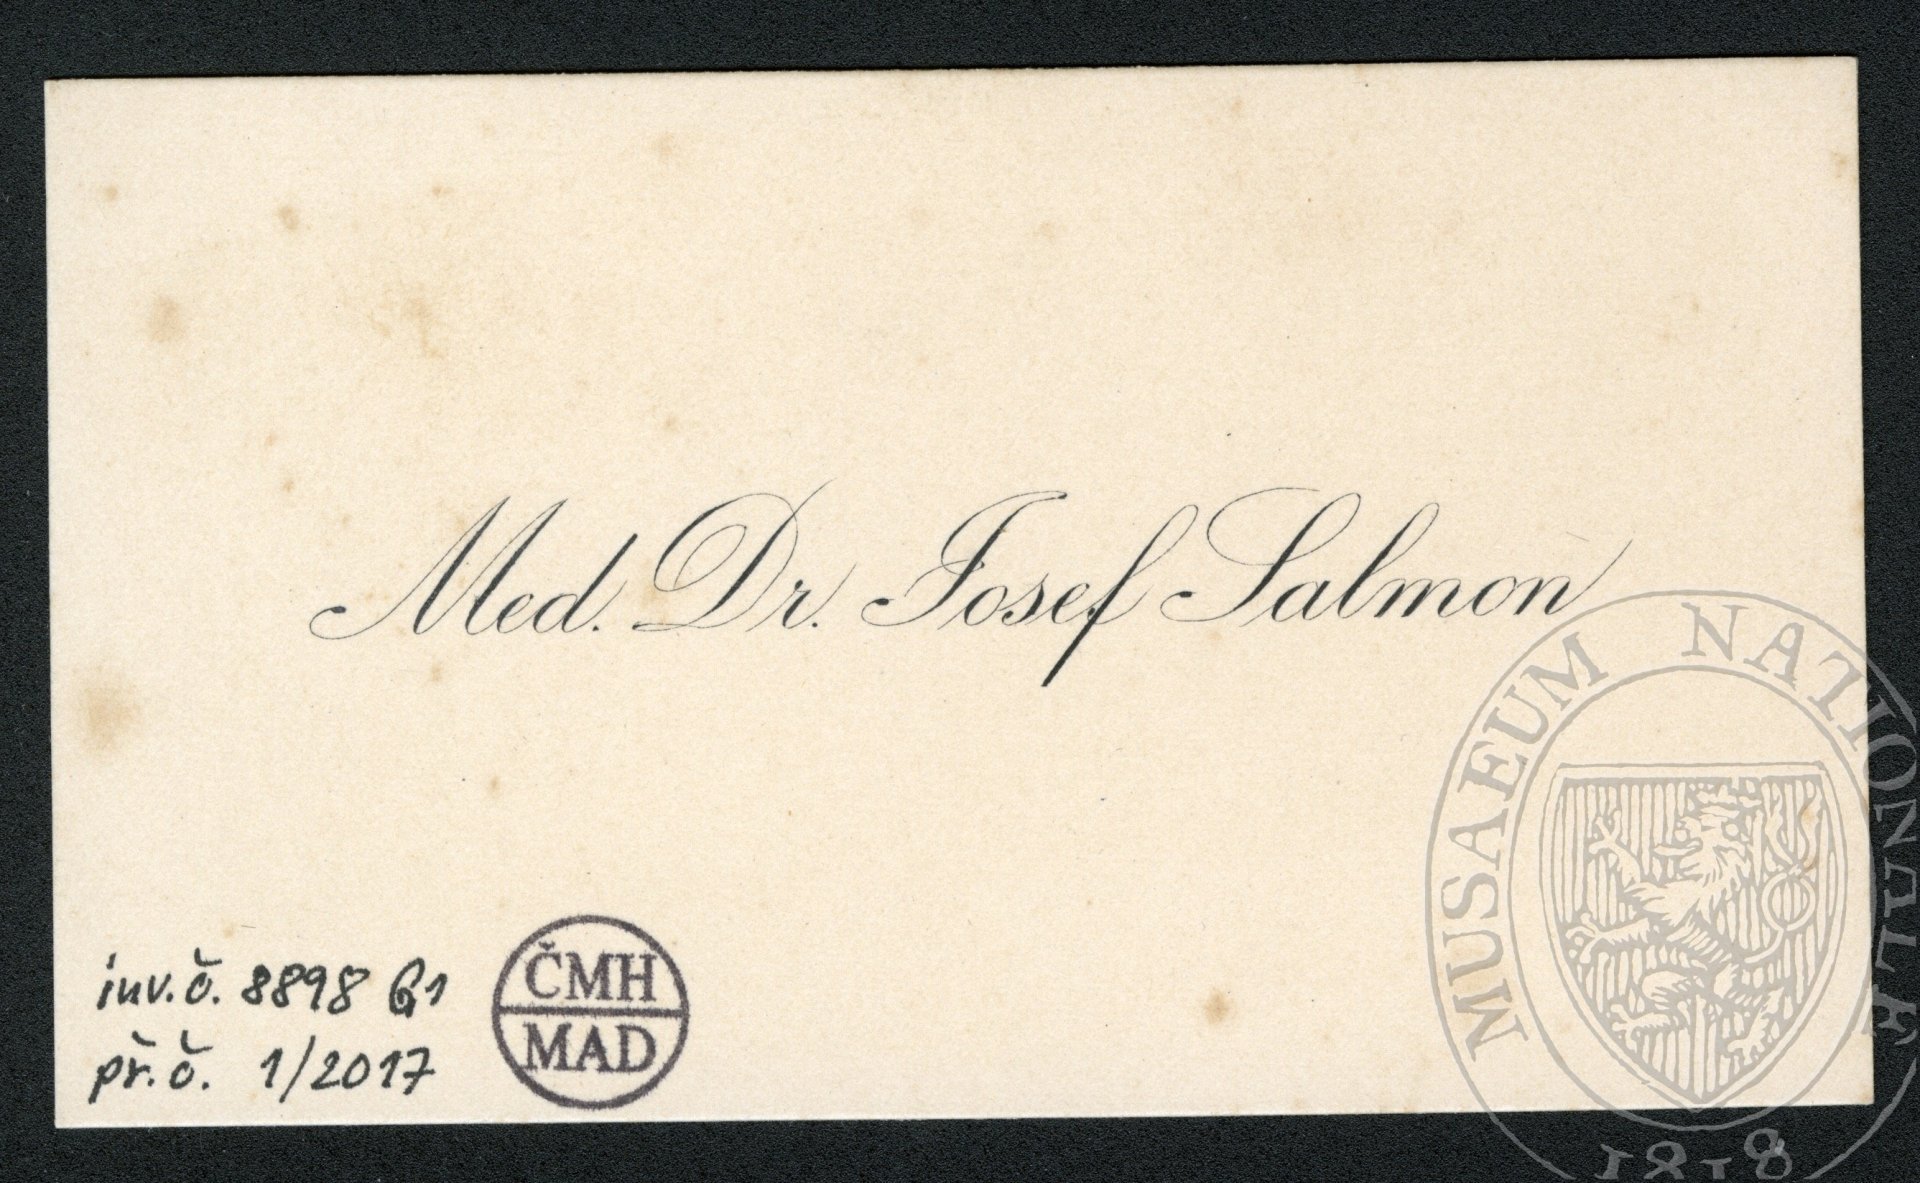 Med. Dr. Josef Salmon
inv.č. 8898 G1
př.č. 1/2017
ČMH
MAD
MUSAEUM NATIONALE
1818